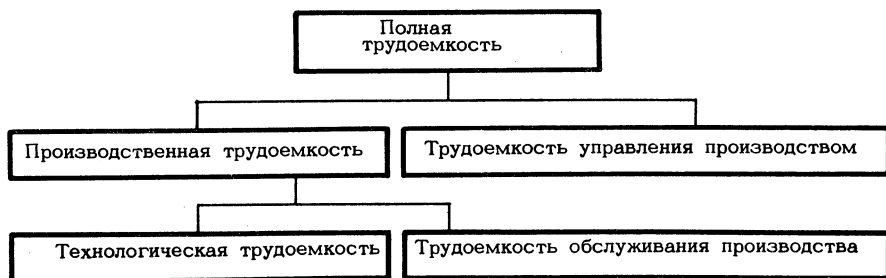 Полная
трудоемкость
Производственная трудоемкость
Трудоемкость управления производством
Технологическая трудоемкость
Трудоемкость обслуживания производства